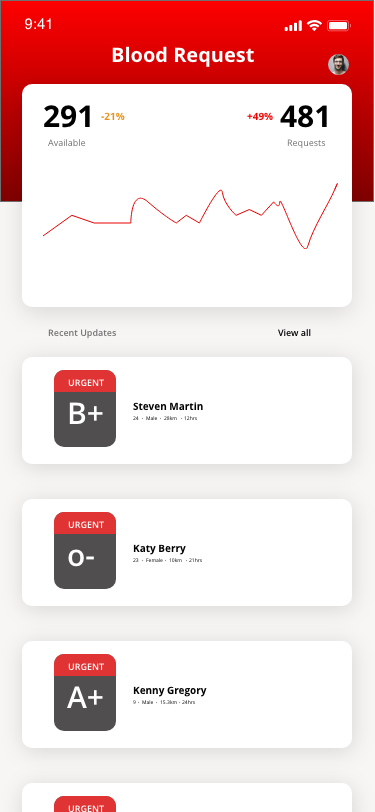 9:41
Blood Request
291 -21% +49% 481
Available Requests
Recent Updates View all
URGENT
B+
Steven Martin
24 - Male - 28km - 12hrs
URGENT
o-
Katy Berry
23 - Female - 10km - 21hrs
URGENT
A+
Kenny Gregory
9 - Male - 15.3km - 24hrs
URGENT